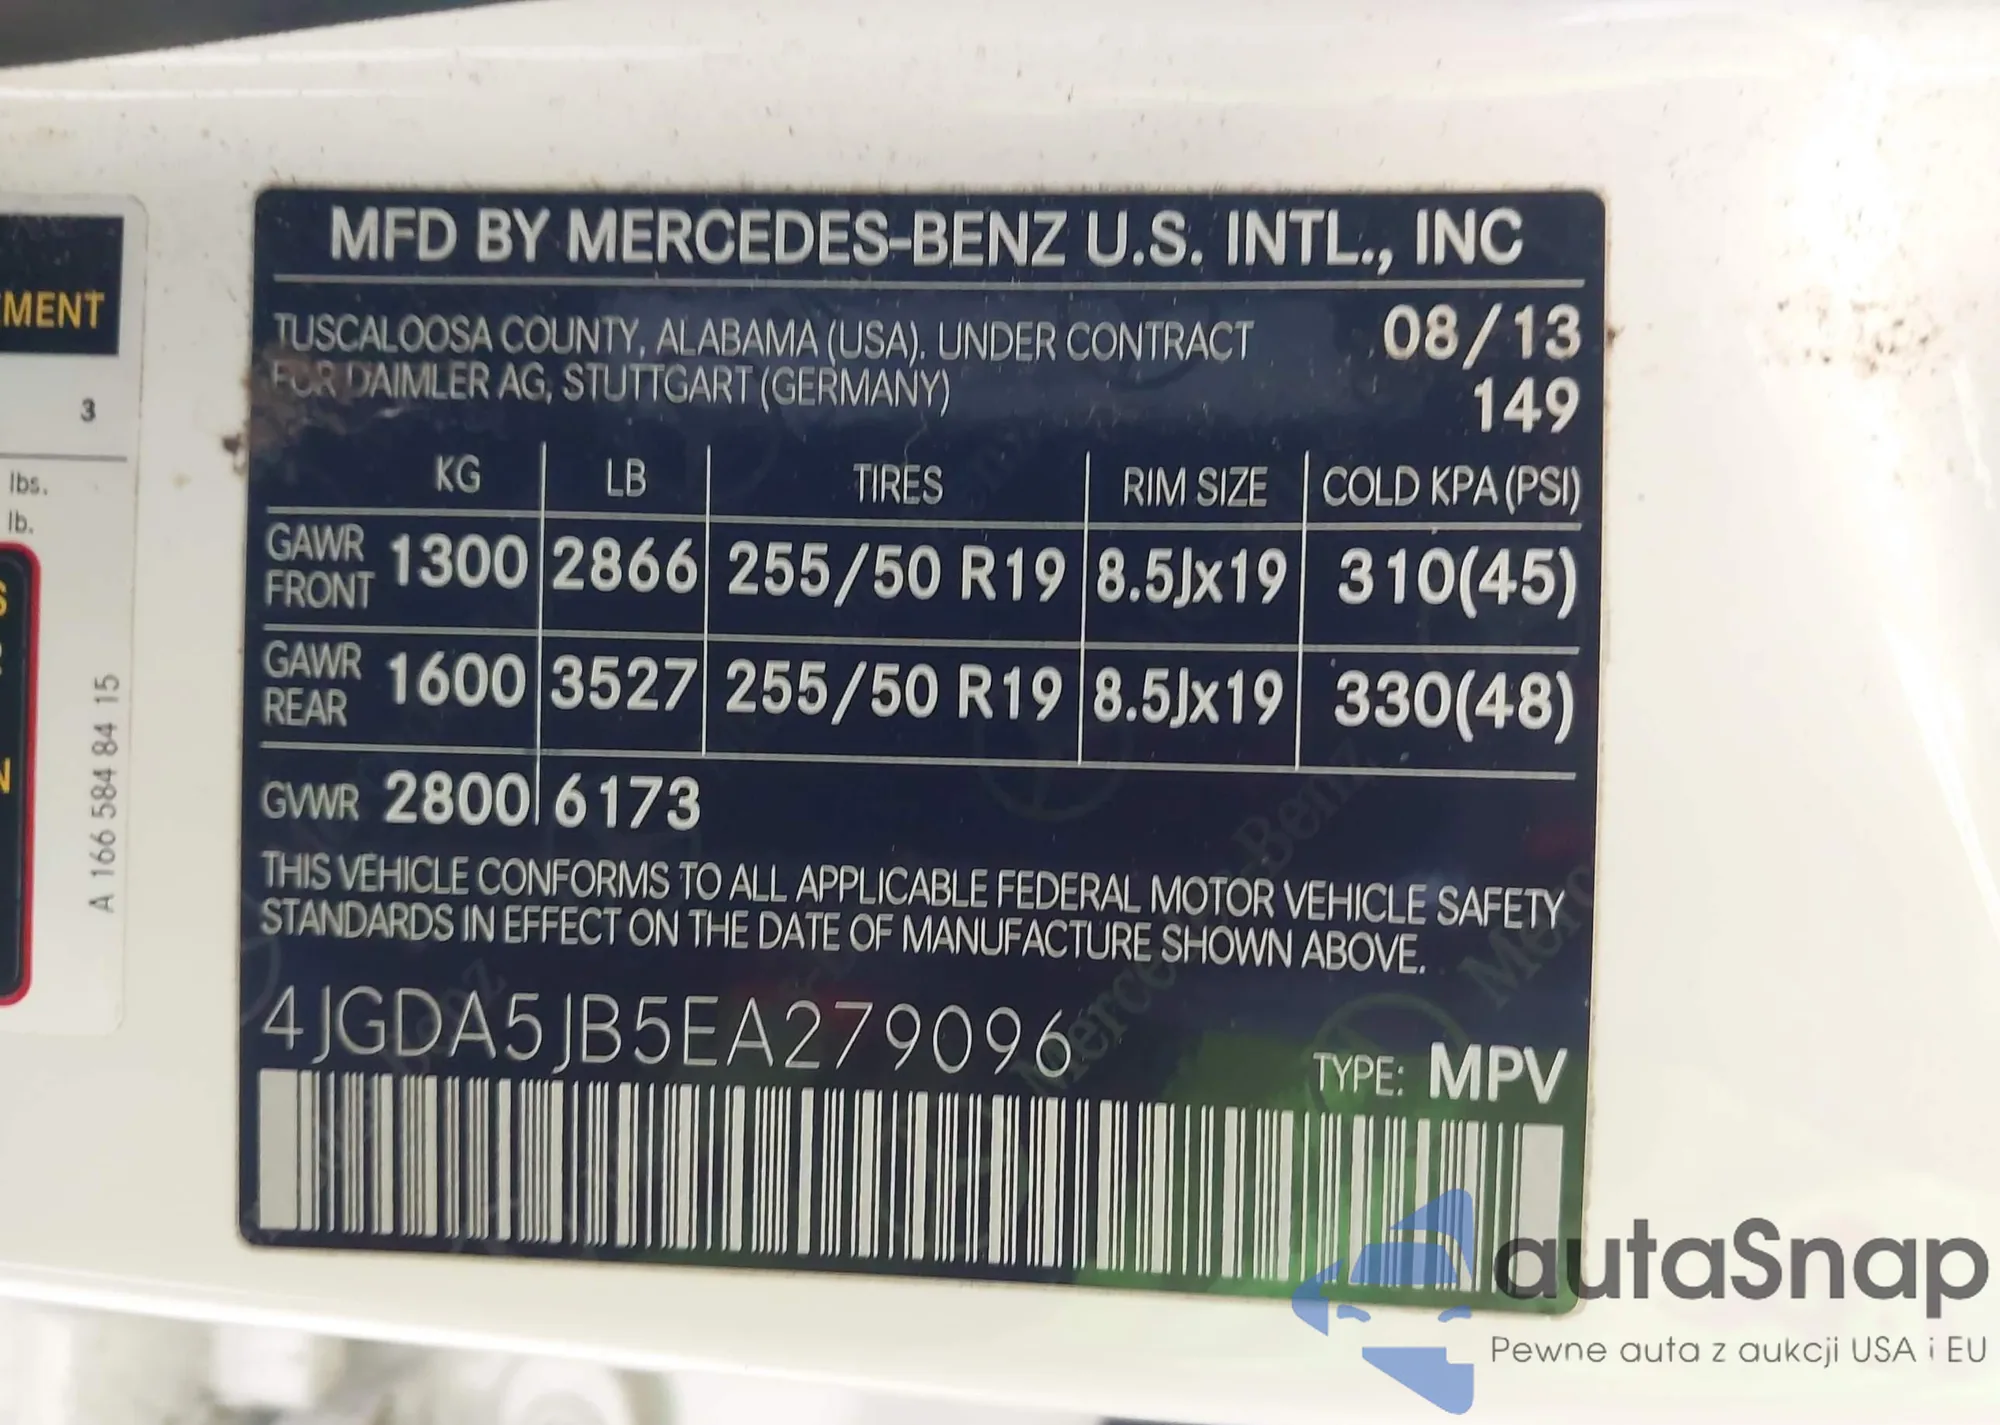 MFD BY MERCEDES-BENZ U.S. INTL., INC
TUSCALOOSA COUNTY, ALABAMA (USA), UNDER CONTRACT
FOR DAIMLER AG, STUTTGART (GERMANY)
08/13
149
KG LB TIRES RIM SIZE COLD KPA (PSI)
GAWR FRONT 1300 2866 255/50 R19 8.5Jx19 310(45)
GAWR REAR 1600 3527 255/50 R19 8.5Jx19 330(48)
GVWR 2800 6173
THIS VEHICLE CONFORMS TO ALL APPLICABLE FEDERAL MOTOR VEHICLE SAFETY
STANDARDS IN EFFECT ON THE DATE OF MANUFACTURE SHOWN ABOVE.
4JGDA5JB5EA279096
TYPE: MPV
EMENT
3
lbs.
lb.
S
N
A 166 584 84 15
Mercedes-Benz
autaSnap
Pewne auta z aukcji USA i EU